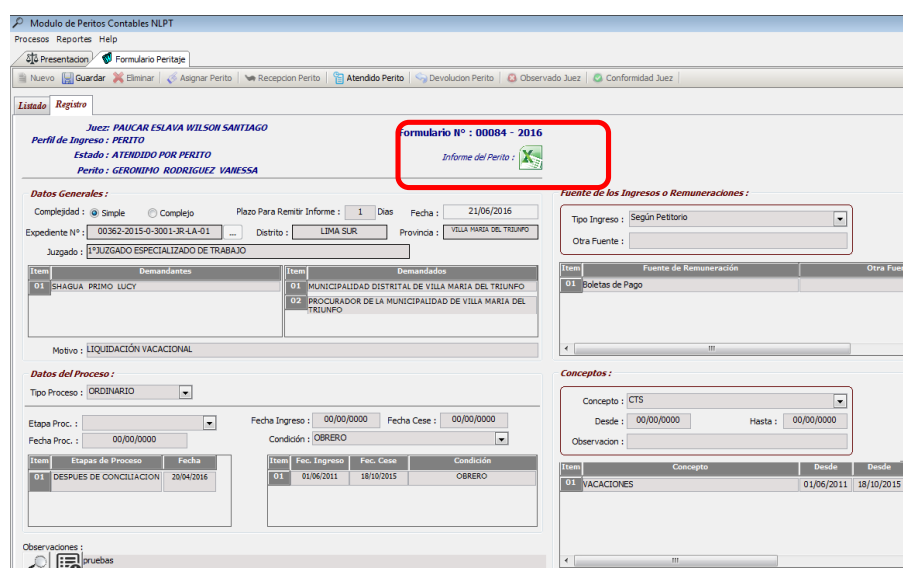 Modulo de Peritos Contables NLPT
Procesos Reportes Help
Presentacion Formulario Peritaje
Nuevo Guardar Eliminar Asignar Perito Recepcion Perito Atendido Perito Devolucion Perito Observado Juez Conformidad Juez
Listado Registro
Juez: PAUCAR ESLAVA WILSON SANTIAGO
Perfil de Ingreso : PERITO
Estado : ATENDIDO POR PERITO
Perito : GERONIMO RODRIGUEZ VANESSA
Formulario Nº : 00084 - 2016
Informe del Perito :
Datos Generales :
Complejidad : Simple Complejo Plazo Para Remitir Informe : 1 Dias Fecha : 21/06/2016
Expediente Nº : 00362-2015-0-3001-JR-LA-01 ... Distrito : LIMA SUR Provincia : VILLA MARIA DEL TRIUNFO
Juzgado : 1°JUZGADO ESPECIALIZADO DE TRABAJO
Item Demandantes
01 SHAGUA PRIMO LUCY
Item Demandados
01 MUNICIPALIDAD DISTRITAL DE VILLA MARIA DEL TRIUNFO
02 PROCURADOR DE LA MUNICIPALIDAD DE VILLA MARIA DEL
TRIUNFO
Motivo : LIQUIDACIÓN VACACIONAL
Fuente de los Ingresos o Remuneraciones :
Tipo Ingreso : Según Petitorio
Otra Fuente :
Item Fuente de Remuneración Otra Fuer
01 Boletas de Pago
Datos del Proceso :
Tipo Proceso : ORDINARIO
Etapa Proc. :
Fecha Proc. : 00/00/0000
Fecha Ingreso : 00/00/0000 Fecha Cese : 00/00/0000
Condición : OBRERO
Item Etapas de Proceso Fecha
01 DESPUES DE CONCILIACION 20/04/2016
Item Fec. Ingreso Fec. Cese Condición
01 01/06/2011 18/10/2015 OBRERO
Conceptos :
Concepto : CTS
Desde : 00/00/0000 Hasta : 00/00/0000
Observacion :
Item Concepto Desde Desde
01 VACACIONES 01/06/2011 18/10/2015
Observaciones :
pruebas